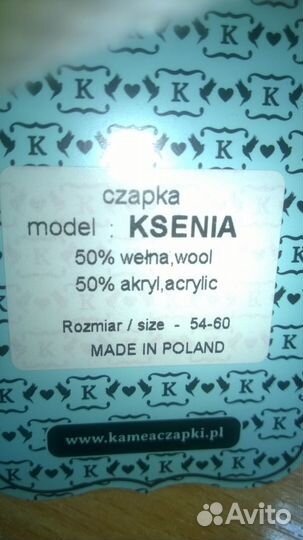 K K K
K K
K K
czapka
model : KSENIA
50% wełna,wool
50% akryl,acrylic
Rozmiar / size - 54-60
MADE IN POLAND
K K K K
www.kameaczapki.pl
K
Avito